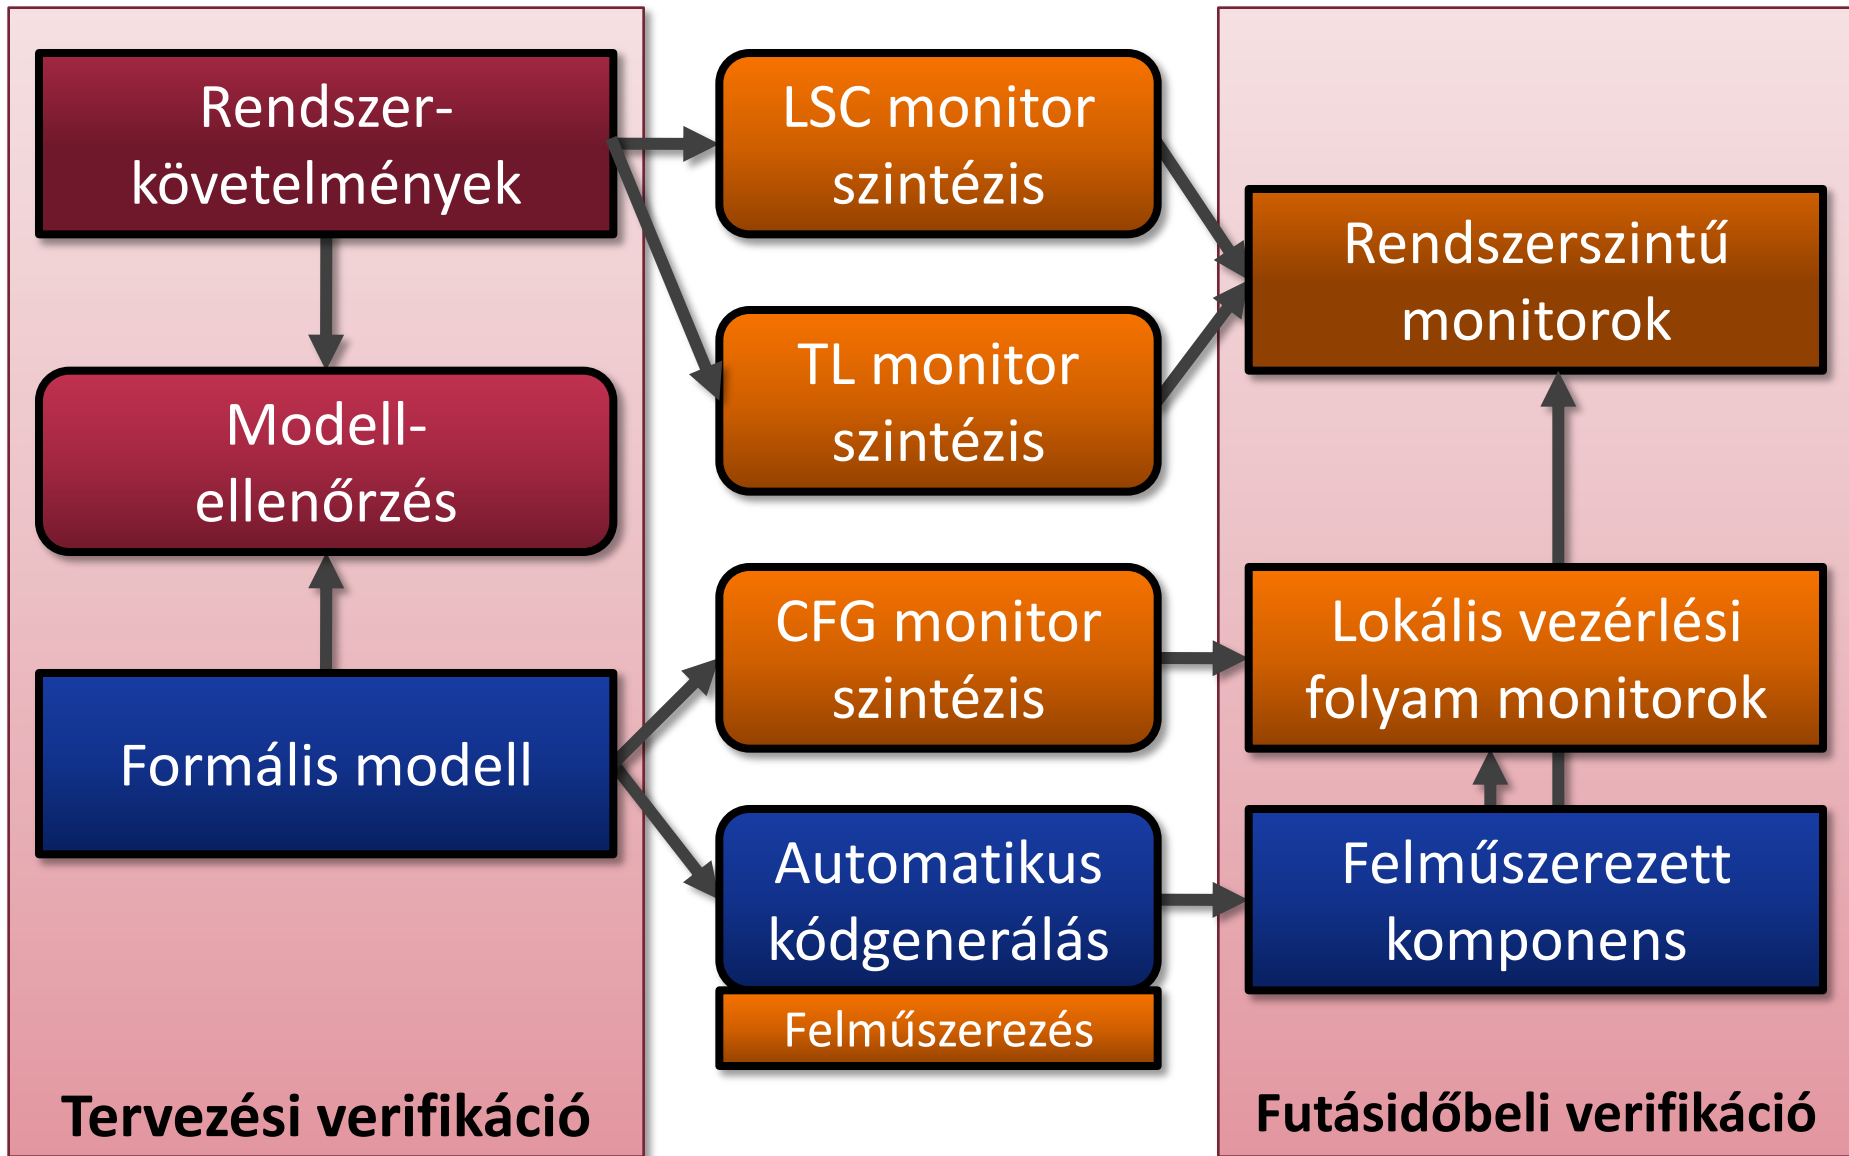 Rendszer-
követelmények
Modell-
ellenőrzés
Formális modell
Tervezési verifikáció
LSC monitor
szintézis
TL monitor
szintézis
CFG monitor
szintézis
Automatikus
kódgenerálás
Felműszerezés
Rendszerszintű
monitorok
Lokális vezérlési
folyam monitorok
Felműszerezett
komponens
Futásidőbeli verifikáció